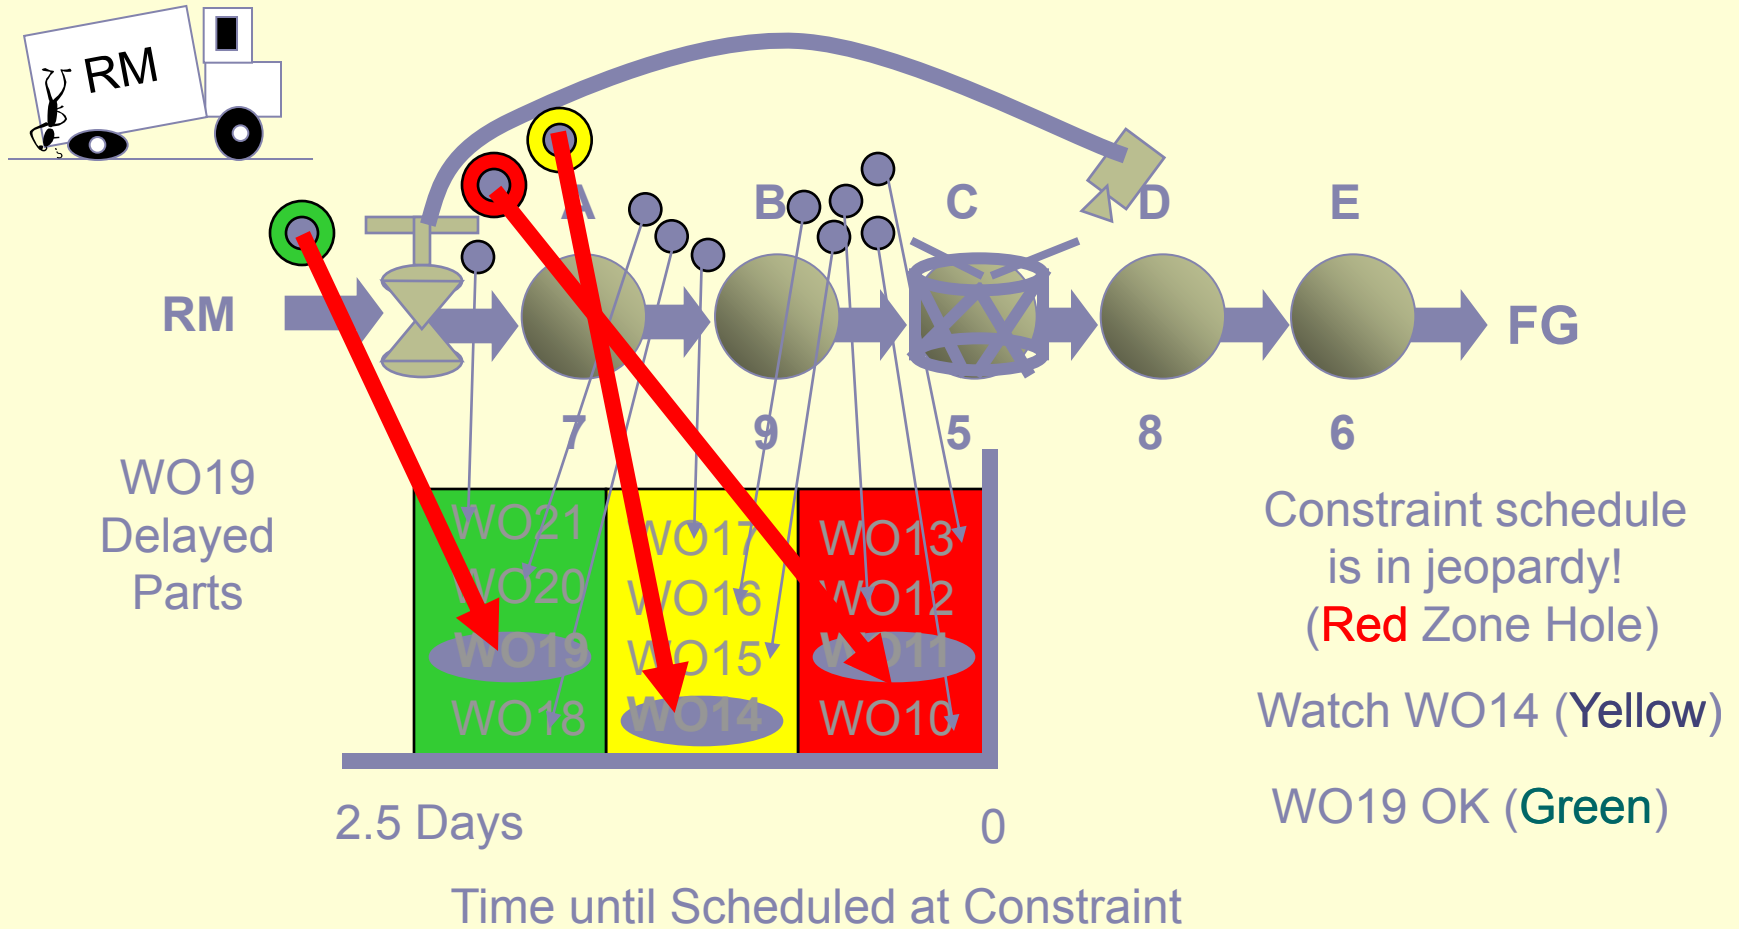 RM
A B C D E
RM
FG
7 9 5 8 6
WO19
Delayed
Parts
WO21
WO20
WO19
WO18
WO17
WO16
WO15
WO14
WO13
WO12
WO11
WO10
Constraint schedule
is in jeopardy!
(Red Zone Hole)
Watch WO14 (Yellow)
WO19 OK (Green)
2.5 Days
0
Time until Scheduled at Constraint